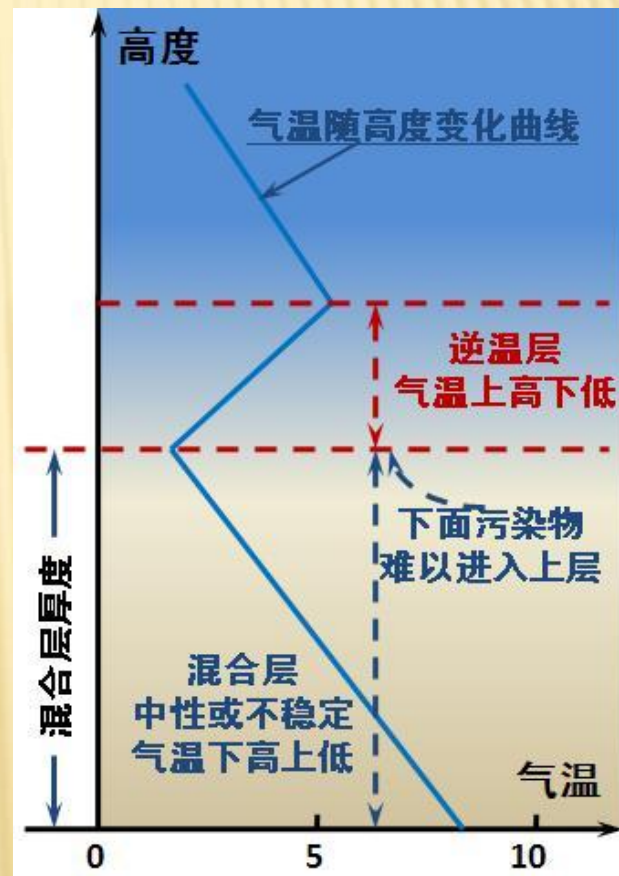 高度
气温随高度变化曲线
逆温层
气温上高下低
下面污染物
难以进入上层
混合层厚度
混合层
中性或不稳定
气温下高上低
气温
0
5
10